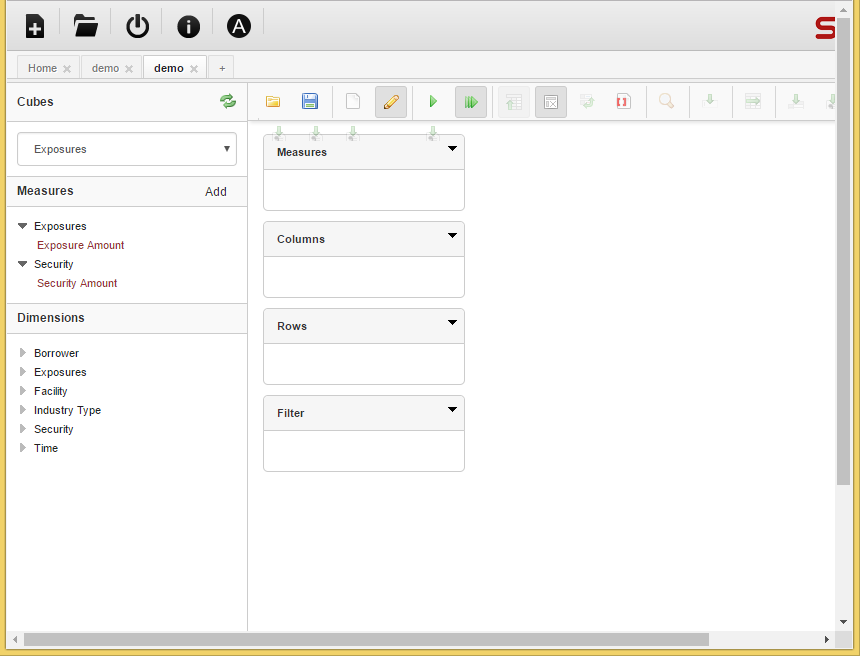 A
S
Home
demo
demo
+
Cubes
Exposures
Measures
Add
Exposures
Exposure Amount
Security
Security Amount
Dimensions
Borrower
Exposures
Facility
Industry Type
Security
Time
Measures
Columns
Rows
Filter